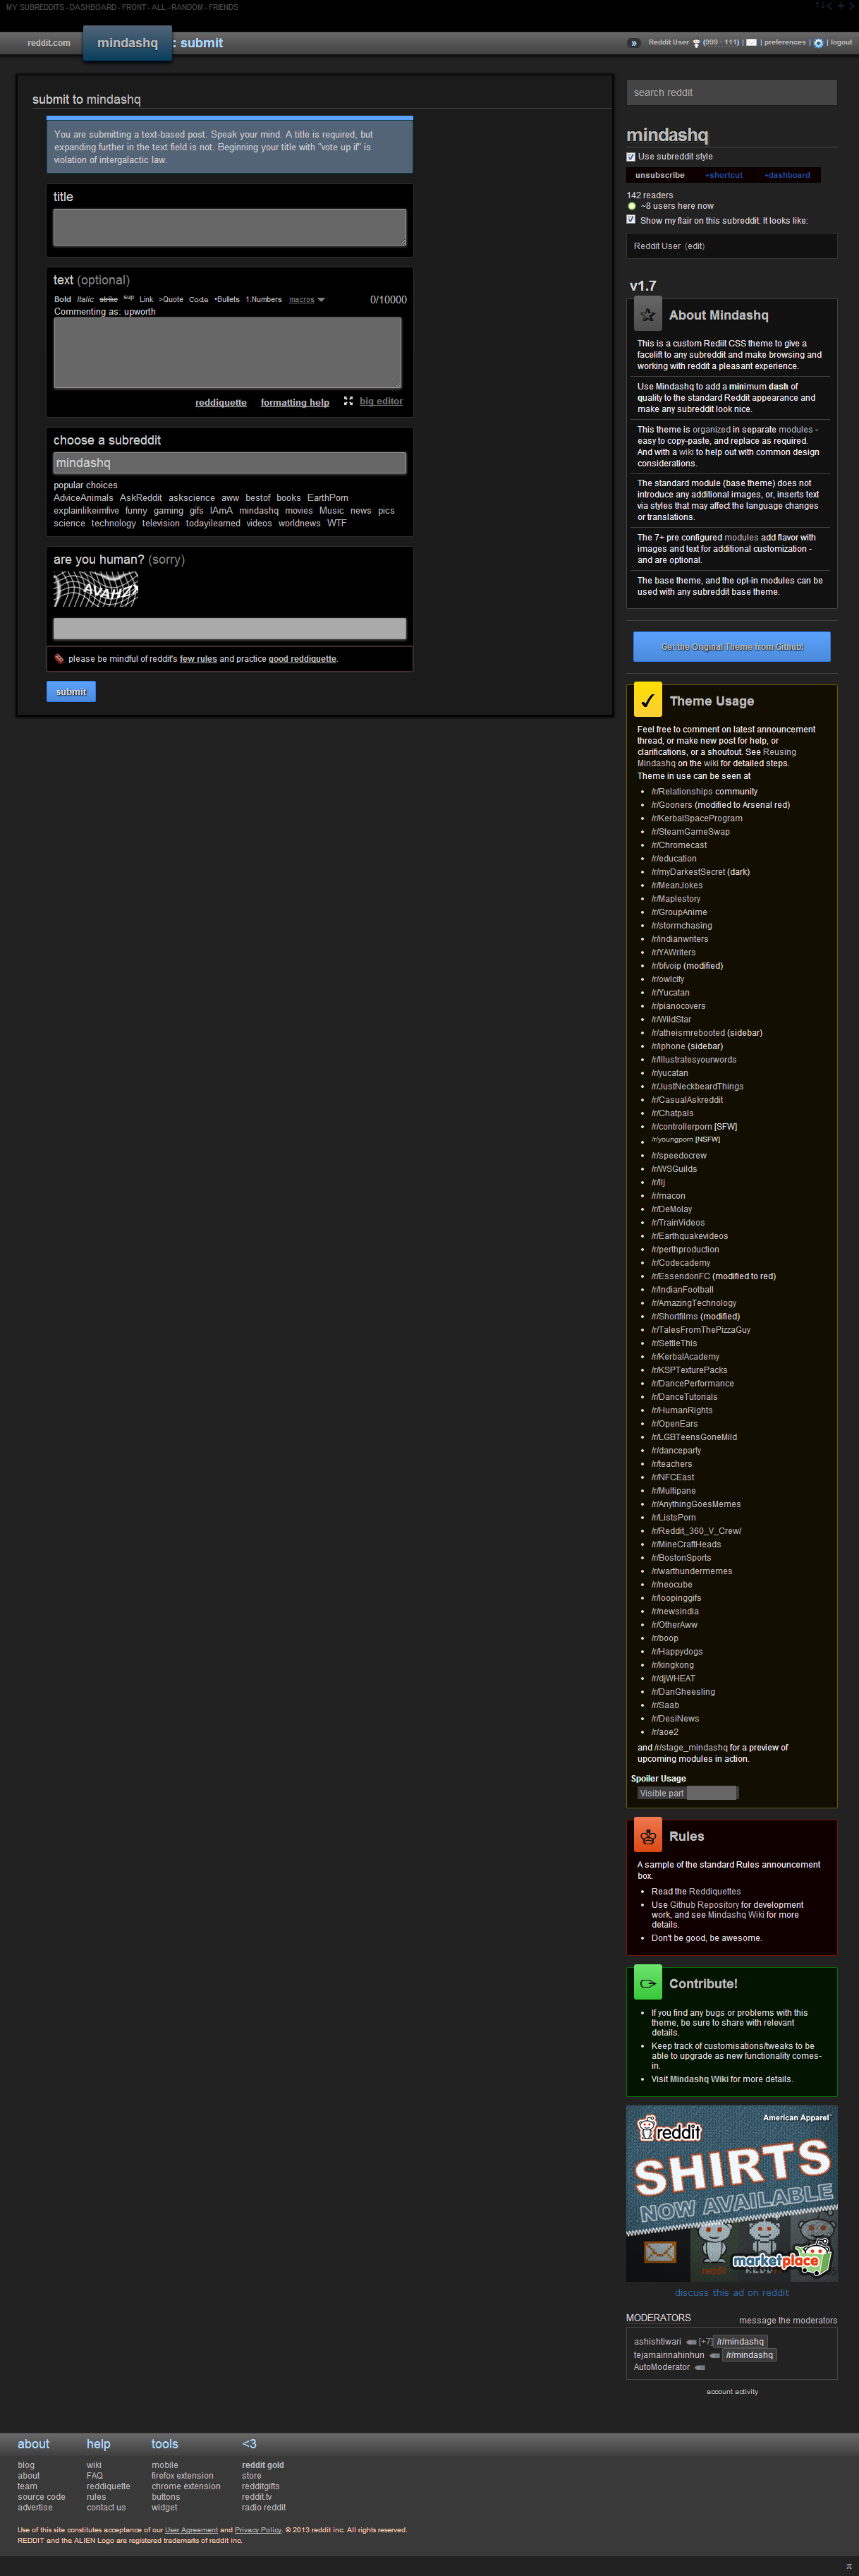 MY SUBREDDITS - DASHBOARD - FRONT - ALL - RANDOM - FRIENDS
reddit.com mindashq : submit
Reddit User (999 · 111) | | preferences | | logout
submit to mindashq
You are submitting a text-based post. Speak your mind. A title is required, but
expanding further in the text field is not. Beginning your title with "vote up if" is
violation of intergalactic law.
title
text (optional)
Bold Italic strike sup Link >Quote Code •Bullets 1.Numbers macros 0/10000
Commenting as: upworth
reddiquette formatting help big editor
choose a subreddit
mindashq
popular choices
AdviceAnimals AskReddit askscience aww bestof books EarthPorn
explainlikeimfive funny gaming gifs IAmA mindashq movies Music news pics
science technology television todayilearned videos worldnews WTF
are you human? (sorry)
please be mindful of reddit's few rules and practice good reddiquette.
submit
search reddit
mindashq
Use subreddit style
unsubscribe +shortcut +dashboard
142 readers
~8 users here now
Show my flair on this subreddit. It looks like:
Reddit User (edit)
v1.7
About Mindashq
This is a custom Rediit CSS theme to give a
facelift to any subreddit and make browsing and
working with reddit a pleasant experience.
Use Mindashq to add a minimum dash of
quality to the standard Reddit appearance and
make any subreddit look nice.
This theme is organized in separate modules -
easy to copy-paste, and replace as required.
And with a wiki to help out with common design
considerations.
The standard module (base theme) does not
introduce any additional images, or, inserts text
via styles that may affect the language changes
or translations.
The 7+ pre configured modules add flavor with
images and text for additional customization -
and are optional.
The base theme, and the opt-in modules can be
used with any subreddit base theme.
Get the Original Theme from Github!
Theme Usage
Feel free to comment on latest announcement
thread, or make new post for help, or
clarifications, or a shoutout. See Reusing
Mindashq on the wiki for detailed steps.
Theme in use can be seen at
• /r/Relationships community
• /r/Gooners (modified to Arsenal red)
• /r/KerbalSpaceProgram
• /r/SteamGameSwap
• /r/Chromecast
• /r/education
• /r/myDarkestSecret (dark)
• /r/MeanJokes
• /r/Maplestory
• /r/GroupAnime
• /r/stormchasing
• /r/indianwriters
• /r/YAWriters
• /r/bfvoip (modified)
• /r/owlcity
• /r/Yucatan
• /r/pianocovers
• /r/WildStar
• /r/atheismrebooted (sidebar)
• /r/iphone (sidebar)
• /r/Illustratesyourwords
• /r/yucatan
• /r/JustNeckbeardThings
• /r/CasualAskreddit
• /r/Chatpals
• /r/controllerporn [SFW]
• /r/youngporn [NSFW]
• /r/speedocrew
• /r/WSGuilds
• /r/llj
• /r/macon
• /r/DeMolay
• /r/TrainVideos
• /r/Earthquakevideos
• /r/perthproduction
• /r/Codecademy
• /r/EssendonFC (modified to red)
• /r/IndianFootball
• /r/AmazingTechnology
• /r/Shortfilms (modified)
• /r/TalesFromThePizzaGuy
• /r/SettleThis
• /r/KerbalAcademy
• /r/KSPTexturePacks
• /r/DancePerformance
• /r/DanceTutorials
• /r/HumanRights
• /r/OpenEars
• /r/LGBTeensGoneMild
• /r/danceparty
• /r/teachers
• /r/NFCEast
• /r/Multipane
• /r/AnythingGoesMemes
• /r/ListsPorn
• /r/Reddit_360_V_Crew/
• /r/MineCraftHeads
• /r/BostonSports
• /r/warthundermemes
• /r/neocube
• /r/loopinggifs
• /r/newsindia
• /r/OtherAww
• /r/boop
• /r/Happydogs
• /r/kingkong
• /r/djWHEAT
• /r/DanGheesling
• /r/Saab
• /r/DesiNews
• /r/aoe2
and /r/stage_mindashq for a preview of
upcoming modules in action.
Spoiler Usage
Visible part
Rules
A sample of the standard Rules announcement
box.
• Read the Reddiquettes
• Use Github Repository for development
work, and see Mindashq Wiki for more
details.
• Don't be good, be awesome.
Contribute!
• If you find any bugs or problems with this
theme, be sure to share with relevant
details.
• Keep track of customisations/tweaks to be
able to upgrade as new functionality comes-
in.
• Visit Mindashq Wiki for more details.
reddit American Apparel
SHIRTS
NOW AVAILABLE
reddit
marketplace
discuss this ad on reddit
MODERATORS message the moderators
ashishtiwari [+7] /r/mindashq
tejamainnahinhun /r/mindashq
AutoModerator
account activity
about help tools <3
blog wiki mobile reddit gold
about FAQ firefox extension store
team reddiquette chrome extension redditgifts
source code rules buttons reddit.tv
advertise contact us widget radio reddit
Use of this site constitutes acceptance of our User Agreement and Privacy Policy. © 2013 reddit inc. All rights reserved.
REDDIT and the ALIEN Logo are registered trademarks of reddit inc.
π